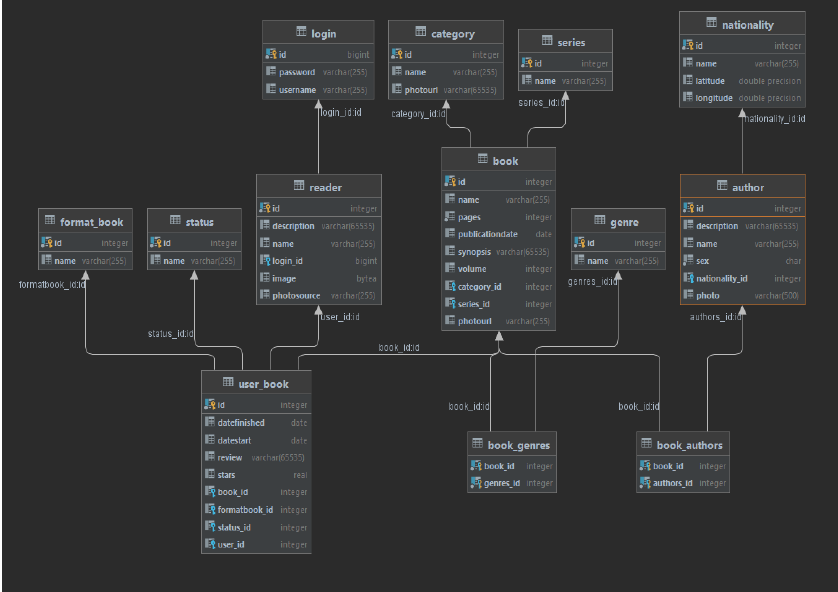 login
id bigint
password varchar(255)
username varchar(255)
category
id integer
name varchar(255)
photourl varchar(65535)
series
id integer
name varchar(255)
nationality
id integer
name varchar(255)
latitude double precision
longitude double precision
login_id:id
category_id:id
series_id:id
nationality_id:id
format_book
id integer
name varchar(255)
status
id integer
name varchar(255)
reader
id integer
description varchar(65535)
name varchar(255)
login_id bigint
image bytea
photosource varchar(255)
book
id integer
name varchar(255)
pages integer
publicationdate date
synopsis varchar(65535)
volume integer
category_id integer
series_id integer
photourl varchar(255)
genre
id integer
name varchar(255)
author
id integer
description varchar(65535)
name varchar(255)
sex char
nationality_id integer
photo varchar(500)
formatbook_id:id
status_id:id
user_id:id
book_id:id
genres_id:id
authors_id:id
user_book
id integer
datefinished date
datestart date
review varchar(65535)
stars real
book_id integer
formatbook_id integer
status_id integer
user_id integer
book_id:id
book_id:id
book_genres
book_id integer
genres_id integer
book_authors
book_id integer
authors_id integer